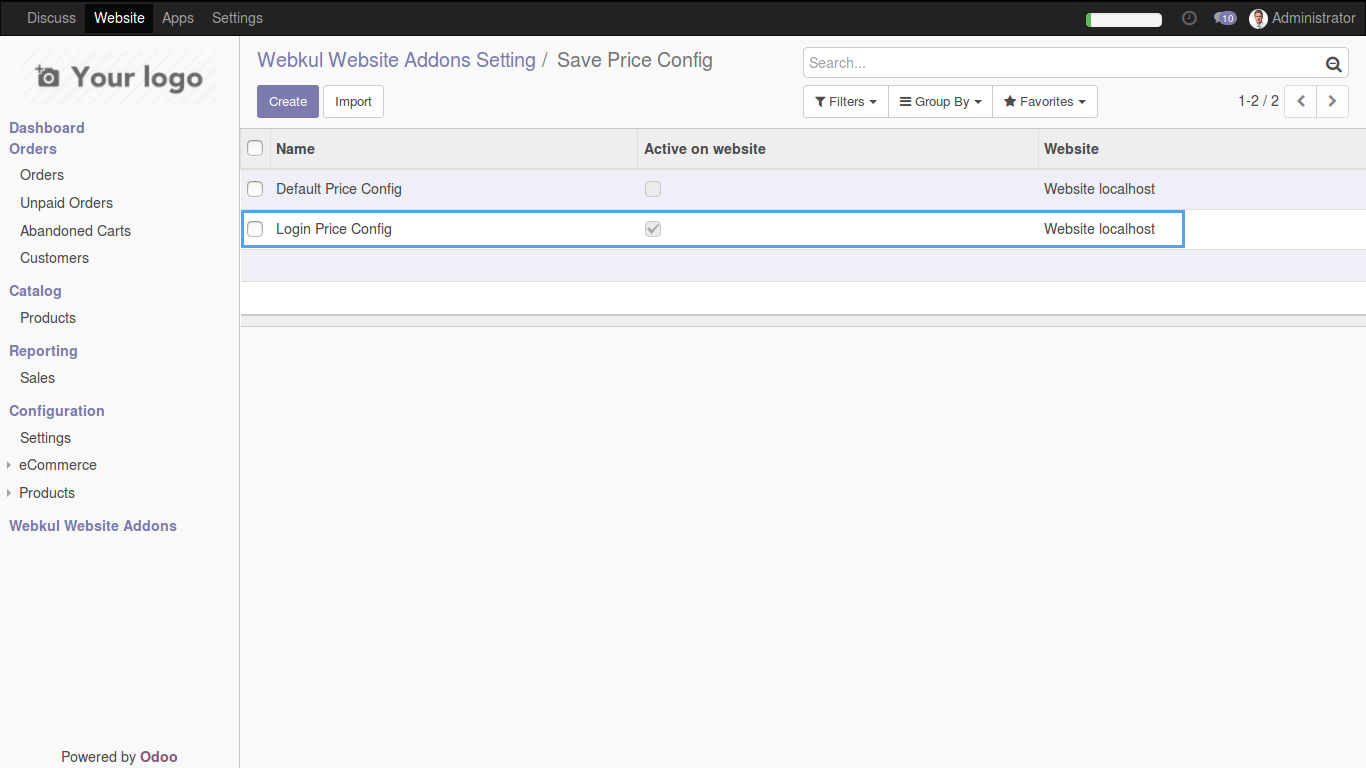 Discuss Website Apps Settings 10 Administrator
Your logo
Webkul Website Addons Setting / Save Price Config
Search...
Create Import
Filters Group By Favorites 1-2 / 2
Dashboard
Orders
Orders
Unpaid Orders
Abandoned Carts
Customers
Catalog
Products
Reporting
Sales
Configuration
Settings
eCommerce
Products
Webkul Website Addons
Powered by Odoo
Name Active on website Website
Default Price Config Website localhost
Login Price Config Website localhost